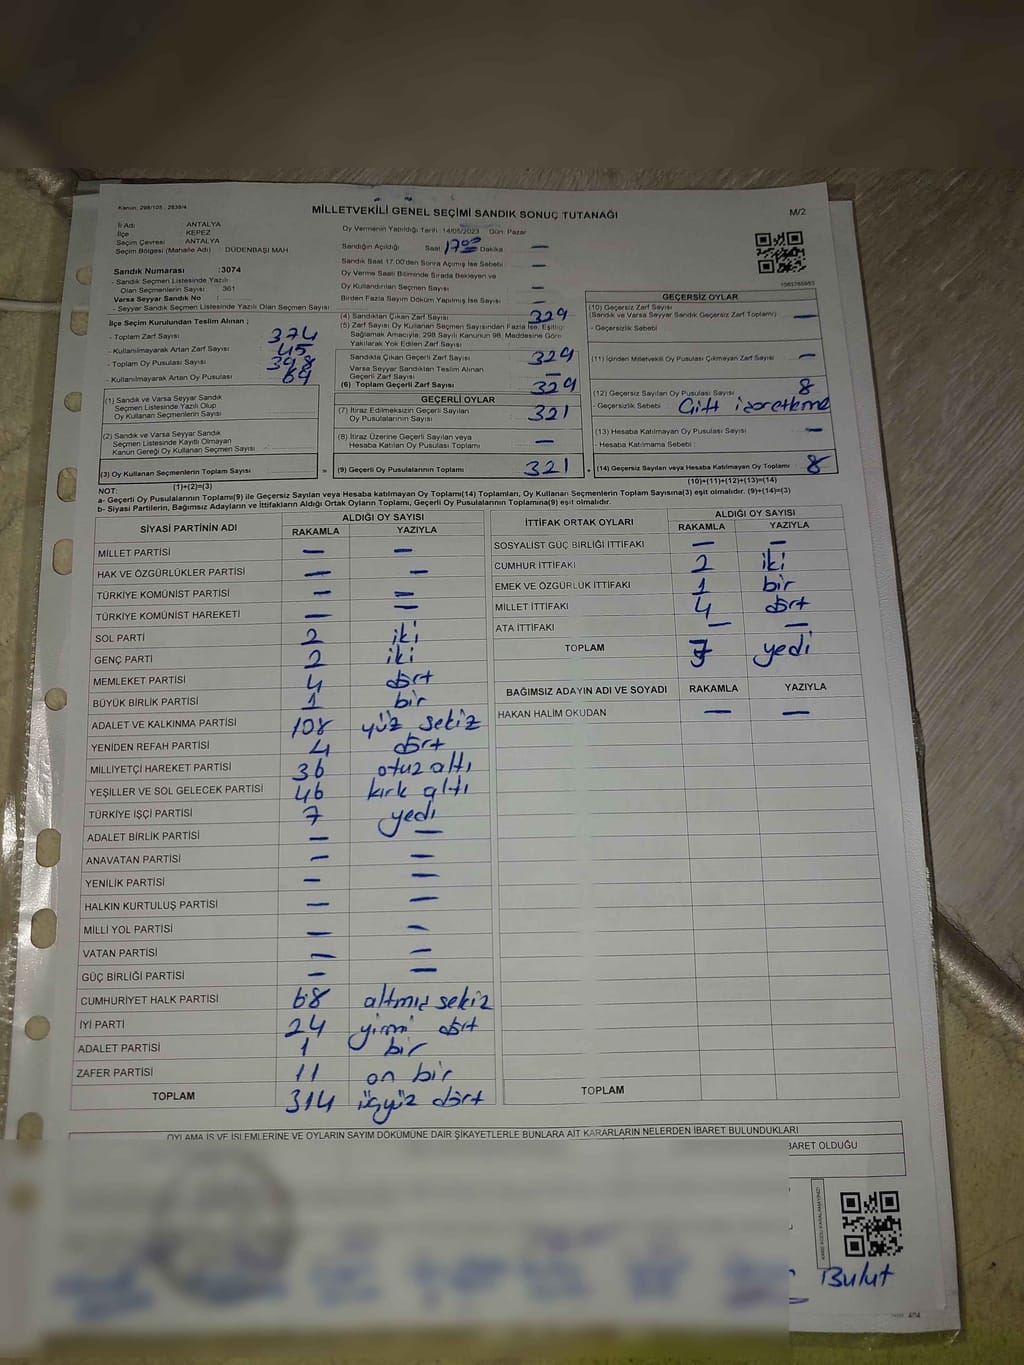 Kanun: 298/105 ; 2839/4
MİLLETVEKİLİ GENEL SEÇİMİ SANDIK SONUÇ TUTANAĞI
M/2
İl Adı : ANTALYA
İlçe : KEPEZ
Seçim Çevresi : ANTALYA
Seçim Bölgesi (Mahalle Adı) : DÜDENBAŞI MAH
Sandık Numarası :3074
- Sandık Seçmen Listesinde Yazılı
Olan Seçmenlerin Sayısı : 361
Varsa Seyyar Sandık No :
- Seyyar Sandık Seçmen Listesinde Yazılı Olan Seçmen Sayısı :
İlçe Seçim Kurulundan Teslim Alınan ;
- Toplam Zarf Sayısı : 374
- Kullanılmayarak Artan Zarf Sayısı : 45
- Toplam Oy Pusulası Sayısı : 398
- Kullanılmayarak Artan Oy Pusulası : 69
(1) Sandık ve Varsa Seyyar Sandık
Seçmen Listesinde Yazılı Olup
Oy Kullanan Seçmenlerin Sayısı
(2) Sandık ve Varsa Seyyar Sandık
Seçmen Listesinde Kayıtlı Olmayan
Kanun Gereği Oy Kullanan Seçmen Sayısı
(3) Oy Kullanan Seçmenlerin Toplam Sayısı
(1)+(2)=(3)
Oy Vermenin Yapıldığı Tarih : 14/05/2023 Gün: Pazar
Sandığın Açıldığı Saat 17.00 Dakika : —
Sandık Saat 17.00'den Sonra Açılmış İse Sebebi : —
Oy Verme Saati Bitiminde Sırada Bekleyen ve
Oy Kullandırılan Seçmen Sayısı : —
Birden Fazla Sayım Döküm Yapılmış İse Sayısı : —
(4) Sandıktan Çıkan Zarf Sayısı : 329
(5) Zarf Sayısı Oy Kullanan Seçmen Sayısından Fazla İse, Eşitliği
Sağlamak Amacıyla; 298 Sayılı Kanunun 98. Maddesine Göre
Yakılarak Yok Edilen Zarf Sayısı
Sandıkta Çıkan Geçerli Zarf Sayısı : 329
Varsa Seyyar Sandıktan Teslim Alınan
Geçerli Zarf Sayısı : —
(6) Toplam Geçerli Zarf Sayısı : 329
GEÇERLİ OYLAR
(7) İtiraz Edilmeksizin Geçerli Sayılan
Oy Pusulalarının Sayısı : 321
(8) İtiraz Üzerine Geçerli Sayılan veya
Hesaba Katılan Oy Pusulası Toplamı : —
= (9) Geçerli Oy Pusulalarının Toplamı : 321
1563765953
GEÇERSİZ OYLAR
(10) Geçersiz Zarf Sayısı
(Sandık ve Varsa Seyyar Sandık Geçersiz Zarf Toplamı) : —
- Geçersizlik Sebebi :
(11) İçinden Milletvekili Oy Pusulası Çıkmayan Zarf Sayısı : —
(12) Geçersiz Sayılan Oy Pusulası Sayısı : 8
- Geçersizlik Sebebi : Çift işaretleme
(13) Hesaba Katılmayan Oy Pusulası Sayısı : —
- Hesaba Katılmama Sebebi :
+ (14) Geçersiz Sayılan veya Hesaba Katılmayan Oy Toplamı : 8
(10)+(11)+(12)+(13)=(14)
NOT:
a- Geçerli Oy Pusulalarının Toplamı(9) ile Geçersiz Sayılan veya Hesaba katılmayan Oy Toplamı(14) Toplamları, Oy Kullanan Seçmenlerin Toplam Sayısına(3) eşit olmalıdır. (9)+(14)=(3)
b- Siyasi Partilerin, Bağımsız Adayların ve İttifakların Aldığı Oyların Toplamı, Geçerli Oy Pusulalarının Toplamına(9) eşit olmalıdır.
SİYASİ PARTİNİN ADI ALDIĞI OY SAYISI
RAKAMLA YAZIYLA
MİLLET PARTİSİ — —
HAK VE ÖZGÜRLÜKLER PARTİSİ — —
TÜRKİYE KOMÜNİST PARTİSİ — —
TÜRKİYE KOMÜNİST HAREKETİ — —
SOL PARTİ 2 iki
GENÇ PARTİ 2 iki
MEMLEKET PARTİSİ 4 dört
BÜYÜK BİRLİK PARTİSİ 1 bir
ADALET VE KALKINMA PARTİSİ 108 yüz sekiz
YENİDEN REFAH PARTİSİ 4 dört
MİLLİYETÇİ HAREKET PARTİSİ 36 otuz altı
YEŞİLLER VE SOL GELECEK PARTİSİ 46 kırk altı
TÜRKİYE İŞÇİ PARTİSİ 7 yedi
ADALET BİRLİK PARTİSİ — —
ANAVATAN PARTİSİ — —
YENİLİK PARTİSİ — —
HALKIN KURTULUŞ PARTİSİ — —
MİLLİ YOL PARTİSİ — —
VATAN PARTİSİ — —
GÜÇ BİRLİĞİ PARTİSİ — —
CUMHURİYET HALK PARTİSİ 68 altmış sekiz
İYİ PARTİ 24 yirmi dört
ADALET PARTİSİ 1 bir
ZAFER PARTİSİ 11 on bir
TOPLAM 314 üçyüz dört
İTTİFAK ORTAK OYLARI ALDIĞI OY SAYISI
RAKAMLA YAZIYLA
SOSYALİST GÜÇ BİRLİĞİ İTTİFAKI — —
CUMHUR İTTİFAKI 2 iki
EMEK VE ÖZGÜRLÜK İTTİFAKI 1 bir
MİLLET İTTİFAKI 4 dört
ATA İTTİFAKI — —
TOPLAM 7 yedi
BAĞIMSIZ ADAYIN ADI VE SOYADI RAKAMLA YAZIYLA
HAKAN HALİM OKUDAN — —
TOPLAM
OYLAMA İŞ VE İŞLEMLERİNE VE OYLARIN SAYIM DÖKÜMÜNE DAİR ŞİKAYETLERLE BUNLARA AİT KARARLARIN NELERDEN İBARET BULUNDUKLARI
BARET OLDUĞU
KARE KODU KARALAMAYINIZ!
Bulut